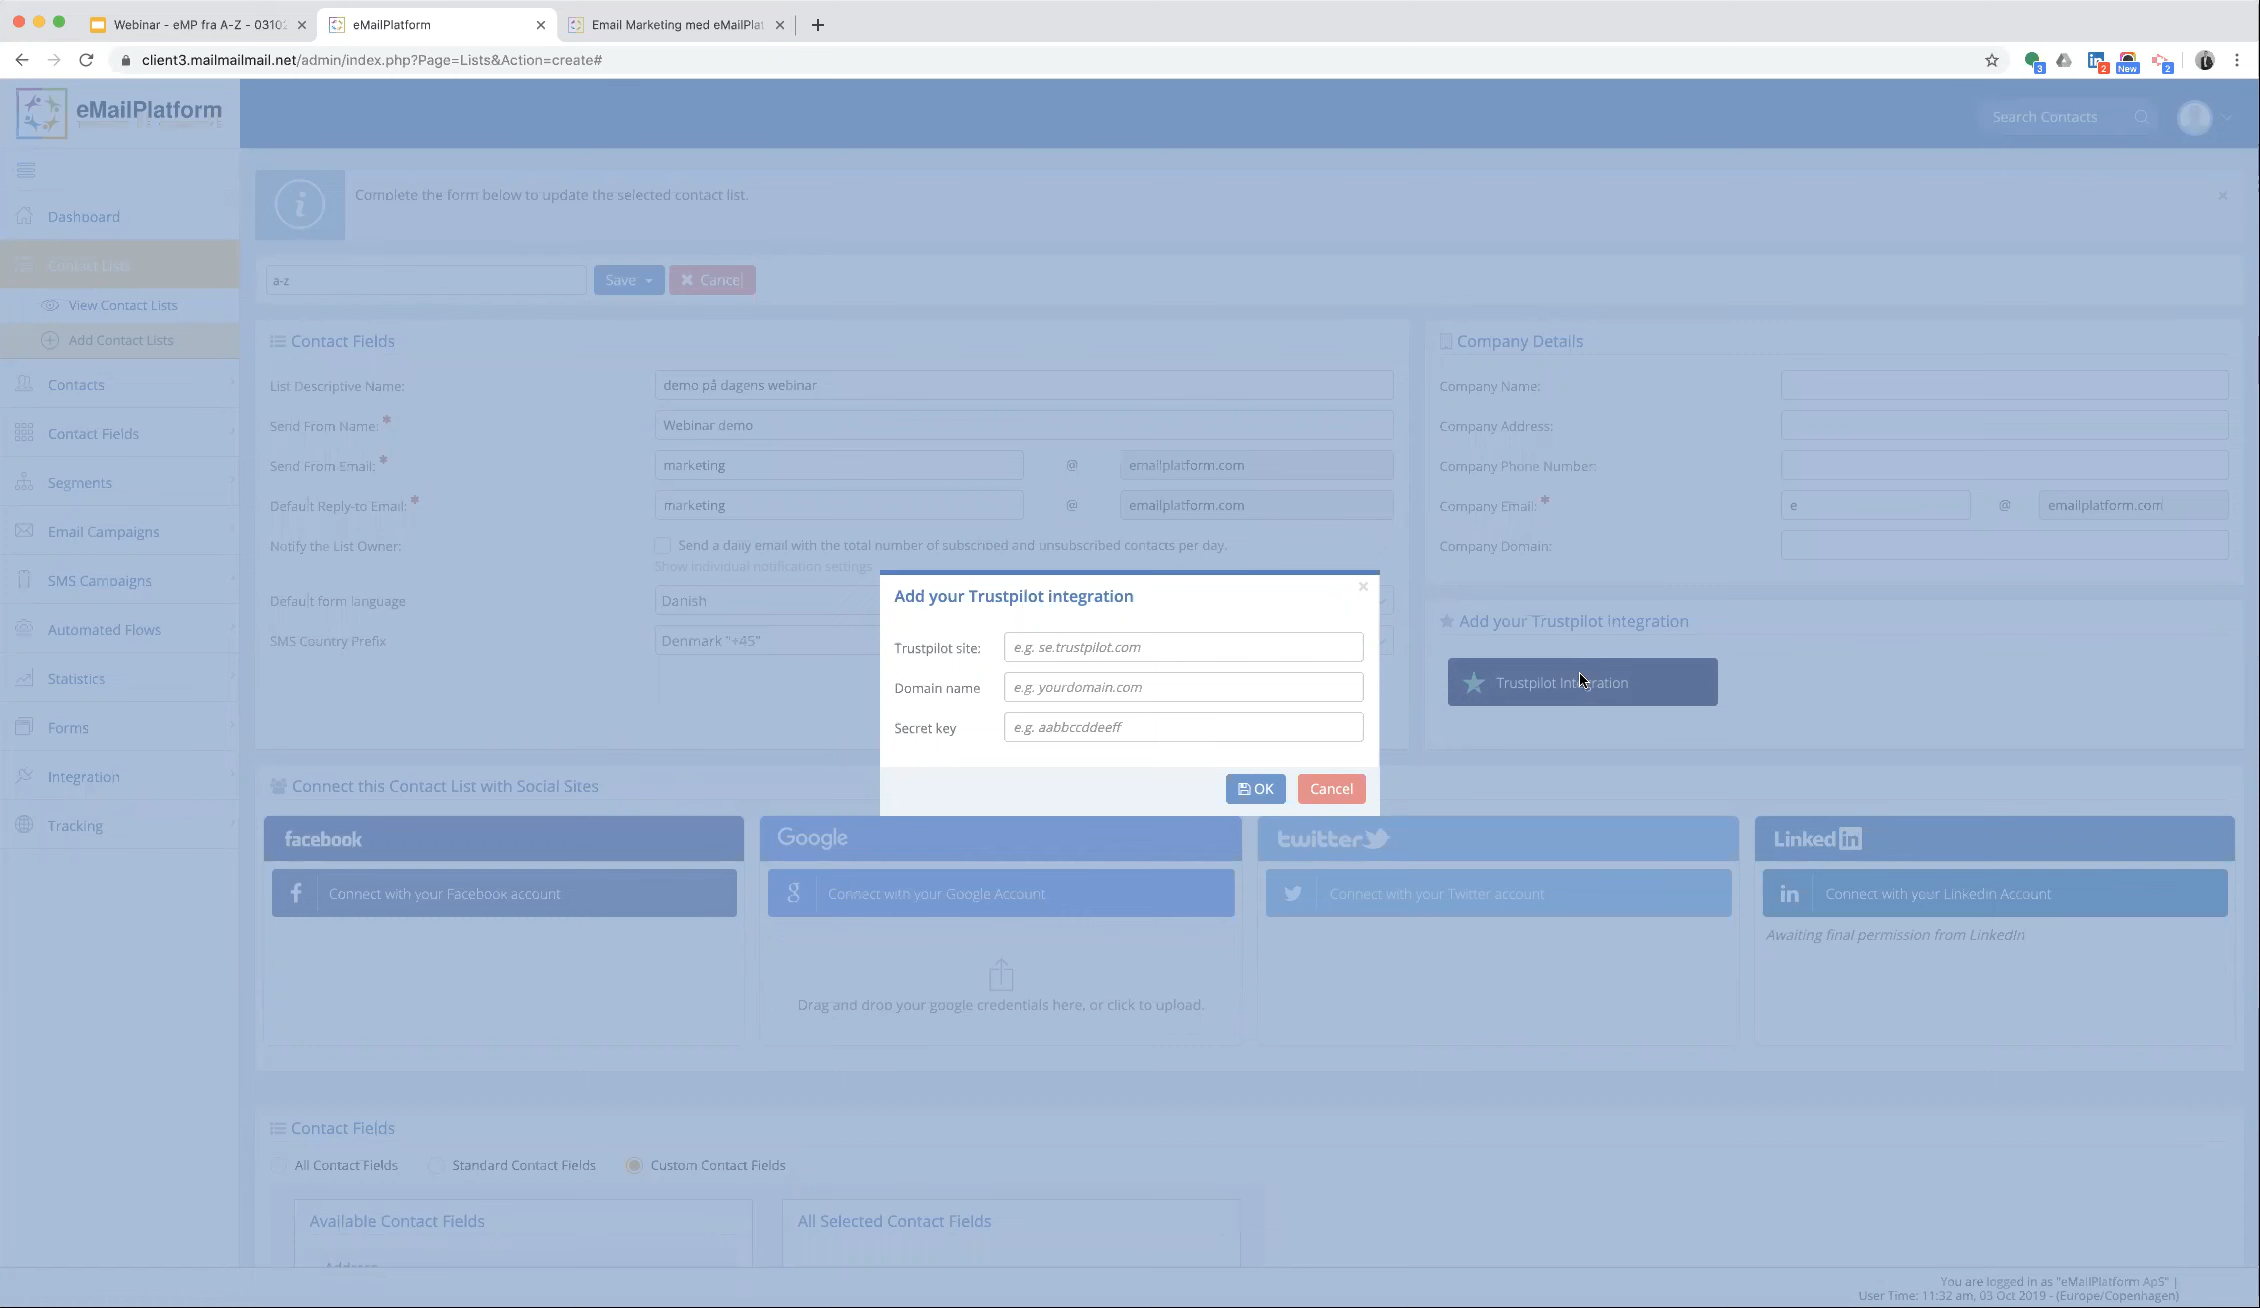 Webinar - eMP fra A-Z - 03102
eMailPlatform
Email Marketing med eMailPlat
client3.mailmailmail.net/admin/index.php?Page=Lists&Action=create#
3
2
New
2
eMailPlatform
Search Contacts
Complete the form below to update the selected contact list.
Dashboard
Contact Lists
a-z
Save
Cancel
View Contact Lists
Add Contact Lists
Contacts
Contact Fields
Segments
Email Campaigns
SMS Campaigns
Automated Flows
Statistics
Forms
Integration
Tracking
Contact Fields
List Descriptive Name:
demo på dagens webinar
Send From Name: *
Webinar demo
Send From Email: *
marketing @ emailplatform.com
Default Reply-to Email: *
marketing @ emailplatform.com
Notify the List Owner:
Send a daily email with the total number of subscribed and unsubscribed contacts per day.
Show individual notification settings
Default form language
Danish
SMS Country Prefix
Denmark "+45"
Company Details
Company Name:
Company Address:
Company Phone Number:
Company Email: *
e @ emailplatform.com
Company Domain:
Add your Trustpilot integration
Trustpilot Integration
Add your Trustpilot integration
Trustpilot site:
e.g. se.trustpilot.com
Domain name
e.g. yourdomain.com
Secret key
e.g. aabbccddeeff
OK
Cancel
Connect this Contact List with Social Sites
facebook
Connect with your Facebook account
Google
Connect with your Google Account
Drag and drop your google credentials here, or click to upload.
twitter
Connect with your Twitter account
Linked in
Connect with your LinkedIn Account
Awaiting final permission from LinkedIn
Contact Fields
All Contact Fields
Standard Contact Fields
Custom Contact Fields
Available Contact Fields
All Selected Contact Fields
Address
You are logged in as "eMailPlatform ApS" |
User Time: 11:32 am, 03 Oct 2019 - (Europe/Copenhagen)